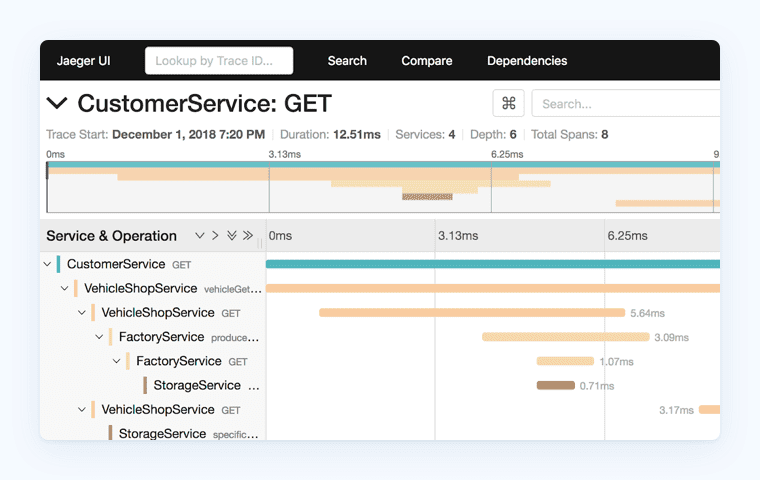 Jaeger UI Lookup by Trace ID... Search Compare Dependencies
CustomerService: GET ⌘ Search...
Trace Start: December 1, 2018 7:20 PM Duration: 12.51ms Services: 4 Depth: 6 Total Spans: 8
0ms 3.13ms 6.25ms 9
Service & Operation 0ms 3.13ms 6.25ms
CustomerService GET
VehicleShopService vehicleGet...
VehicleShopService GET 5.64ms
FactoryService produce... 3.09ms
FactoryService GET 1.07ms
StorageService ... 0.71ms
VehicleShopService GET 3.17ms
StorageService specific...